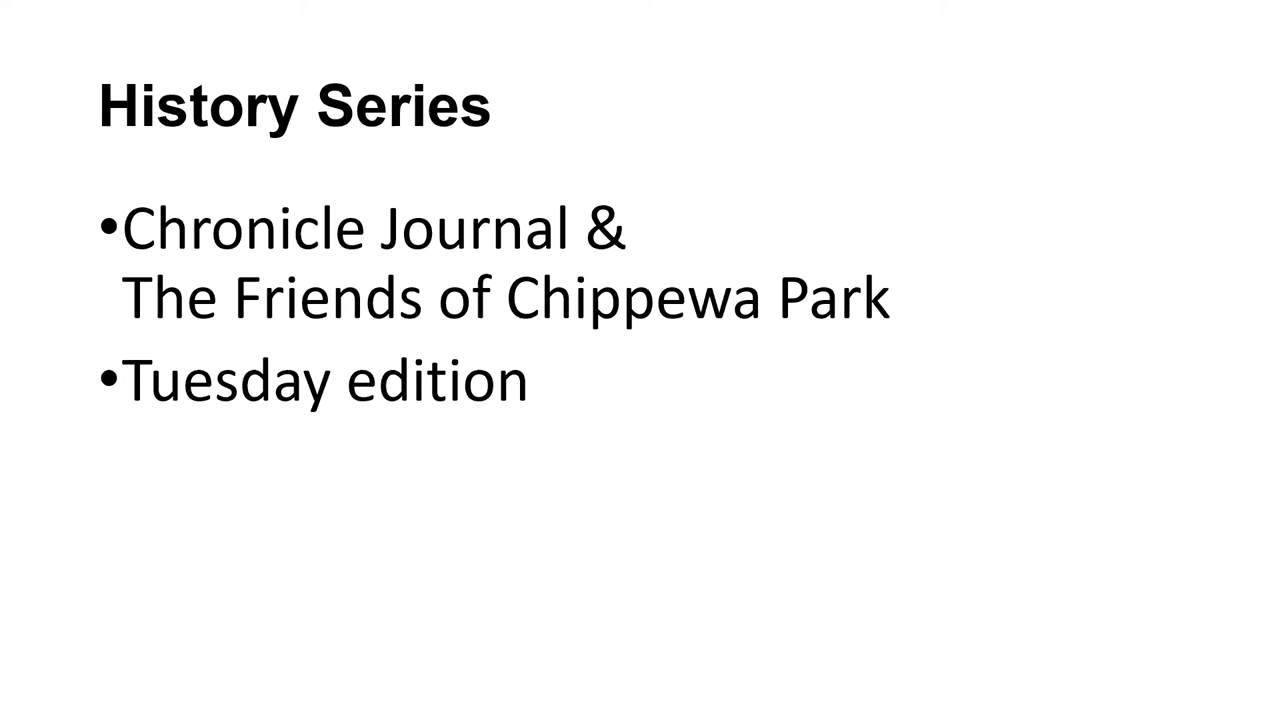 History Series
•Chronicle Journal &
The Friends of Chippewa Park
•Tuesday edition